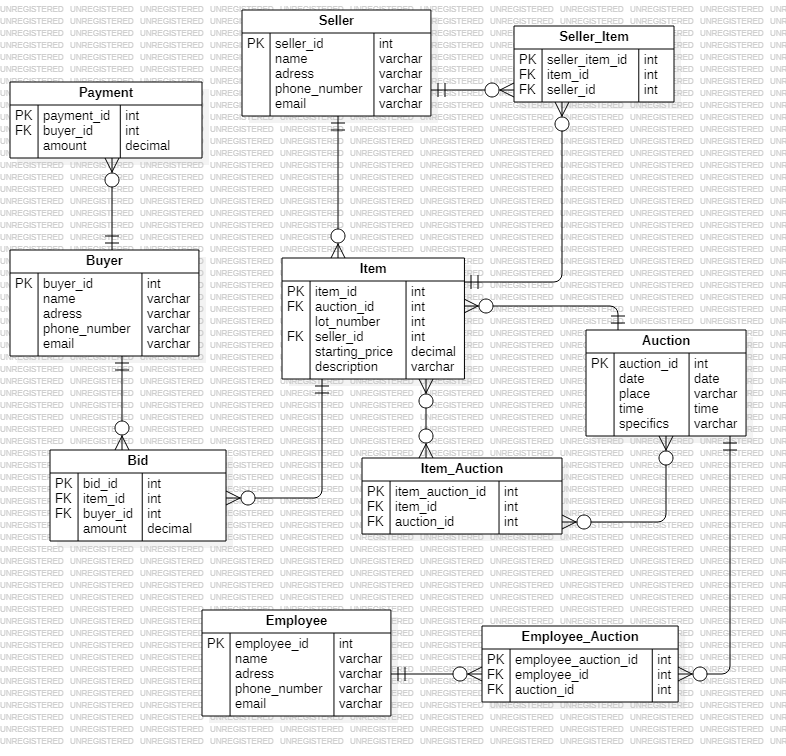 Seller
PK seller_id int
name varchar
adress varchar
phone_number varchar
email varchar
Seller_Item
PK seller_item_id int
FK item_id int
FK seller_id int
Payment
PK payment_id int
FK buyer_id int
amount decimal
Buyer
PK buyer_id int
name varchar
adress varchar
phone_number varchar
email varchar
Item
PK item_id int
FK auction_id int
lot_number int
FK seller_id int
starting_price decimal
description varchar
Auction
PK auction_id int
date date
place varchar
time time
specifics varchar
Bid
PK bid_id int
FK item_id int
FK buyer_id int
amount decimal
Item_Auction
PK item_auction_id int
FK item_id int
FK auction_id int
Employee
PK employee_id int
name varchar
adress varchar
phone_number varchar
email varchar
Employee_Auction
PK employee_auction_id int
FK employee_id int
FK auction_id int
UNREGISTERED